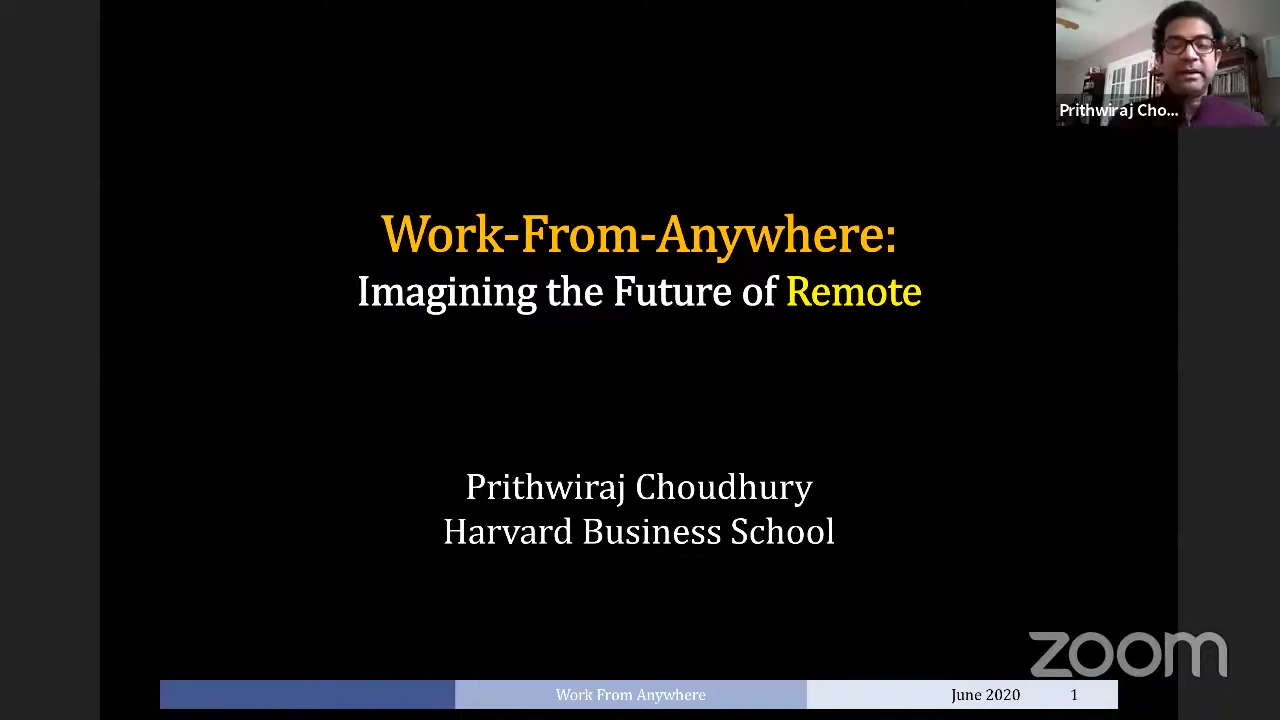 Prithwiraj Cho...
Work-From-Anywhere:
Imagining the Future of Remote
Prithwiraj Choudhury
Harvard Business School
zoom
Work From Anywhere
June 2020 1